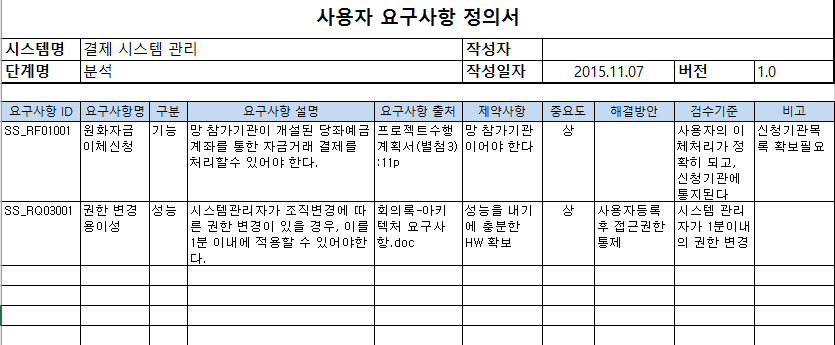 사용자 요구사항 정의서
시스템명 결제 시스템 관리 작성자
단계명 분석 작성일자 2015.11.07 버전 1.0
요구사항 ID 요구사항명 구분 요구사항 설명 요구사항 출처 제약사항 중요도 해결방안 검수기준 비고
SS_RF01001 원화자금 기능 망 참가기관이 개설된 당좌예금 프로젝트수행 망 참가기관 상 사용자의 이 신청기관목
이체신청 계좌를 통한 자금거래 결제를 계획서(별첨3) 이어야 한다 체처리가 정 록 확보필요
처리할수 있어야 한다. :11p 확히 되고,
신청기관에
통지된다
SS_RQ03001 권한 변경 성능 시스템관리자가 조직변경에 따 회의록-아키 성능을 내기 상 사용자등록 시스템 관리
용이성 른 권한 변경이 있을 경우, 이를 텍처 요구사 에 충분한 후 접근권한 자가 1분이내
1분 이내에 적용할 수 있어야한 항.doc HW 확보 통제 의 권한 변경
다.